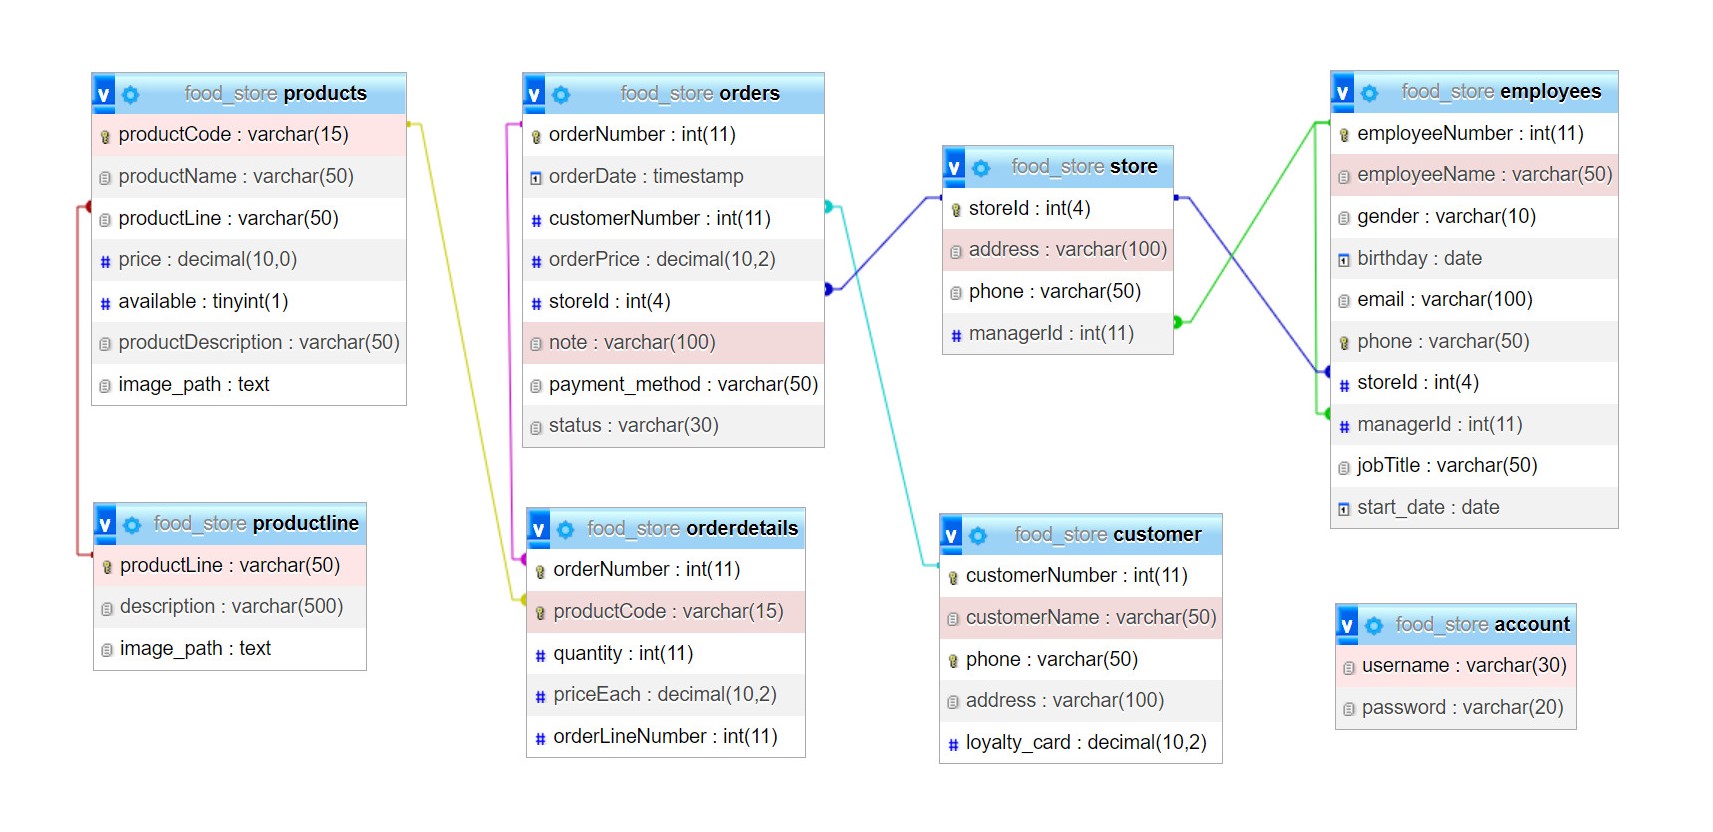 v food_store products
productCode : varchar(15)
productName : varchar(50)
productLine : varchar(50)
# price : decimal(10,0)
# available : tinyint(1)
productDescription : varchar(50)
image_path : text
v food_store productline
productLine : varchar(50)
description : varchar(500)
image_path : text
v food_store orders
orderNumber : int(11)
orderDate : timestamp
# customerNumber : int(11)
# orderPrice : decimal(10,2)
# storeId : int(4)
note : varchar(100)
payment_method : varchar(50)
status : varchar(30)
v food_store orderdetails
orderNumber : int(11)
productCode : varchar(15)
# quantity : int(11)
# priceEach : decimal(10,2)
# orderLineNumber : int(11)
v food_store store
storeId : int(4)
address : varchar(100)
phone : varchar(50)
# managerId : int(11)
v food_store customer
customerNumber : int(11)
customerName : varchar(50)
phone : varchar(50)
address : varchar(100)
# loyalty_card : decimal(10,2)
v food_store employees
employeeNumber : int(11)
employeeName : varchar(50)
gender : varchar(10)
birthday : date
email : varchar(100)
phone : varchar(50)
# storeId : int(4)
# managerId : int(11)
jobTitle : varchar(50)
start_date : date
v food_store account
username : varchar(30)
password : varchar(20)